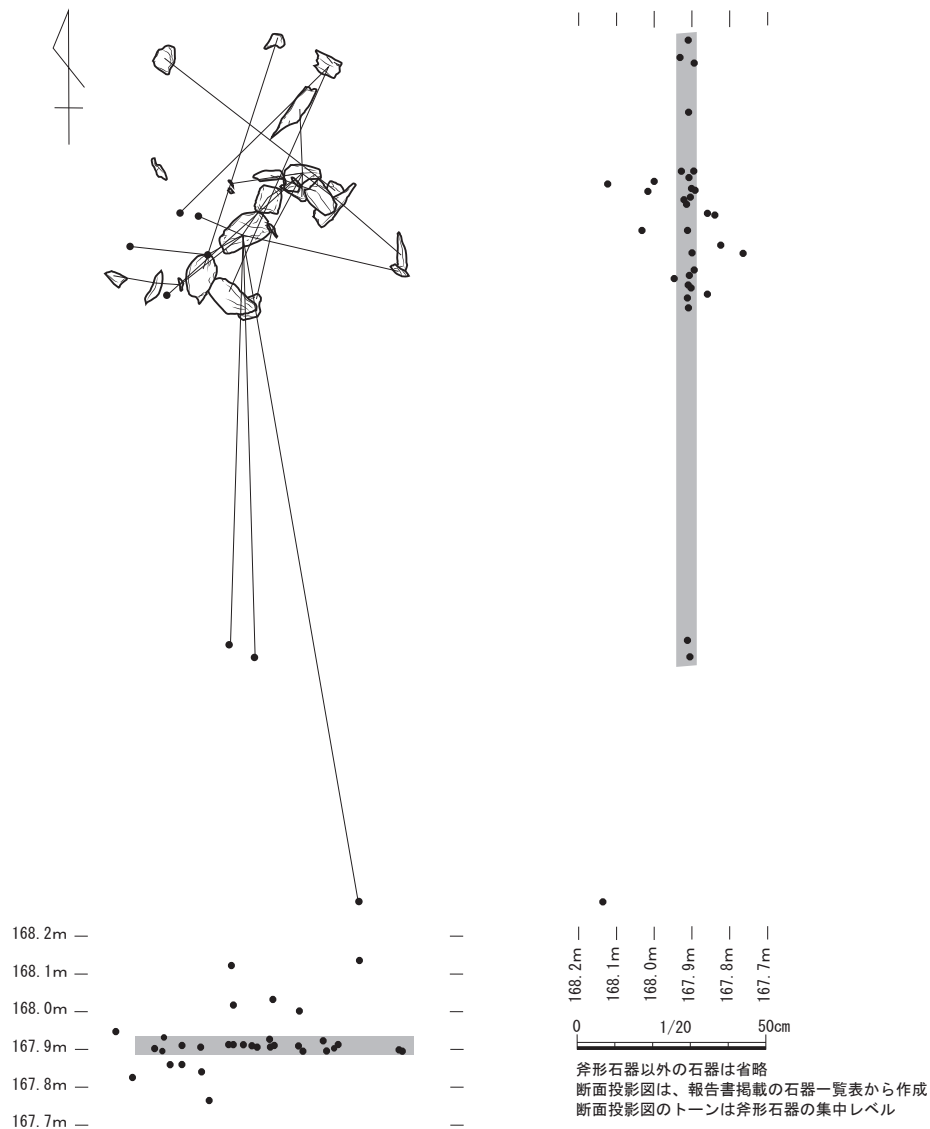 168.2m
168.1m
168.0m
167.9m
167.8m
167.7m
168.2m
168.1m
168.0m
167.9m
167.8m
167.7m
0 1/20 50cm
斧形石器以外の石器は省略
断面投影図は、報告書掲載の石器一覧表から作成
断面投影図のトーンは斧形石器の集中レベル